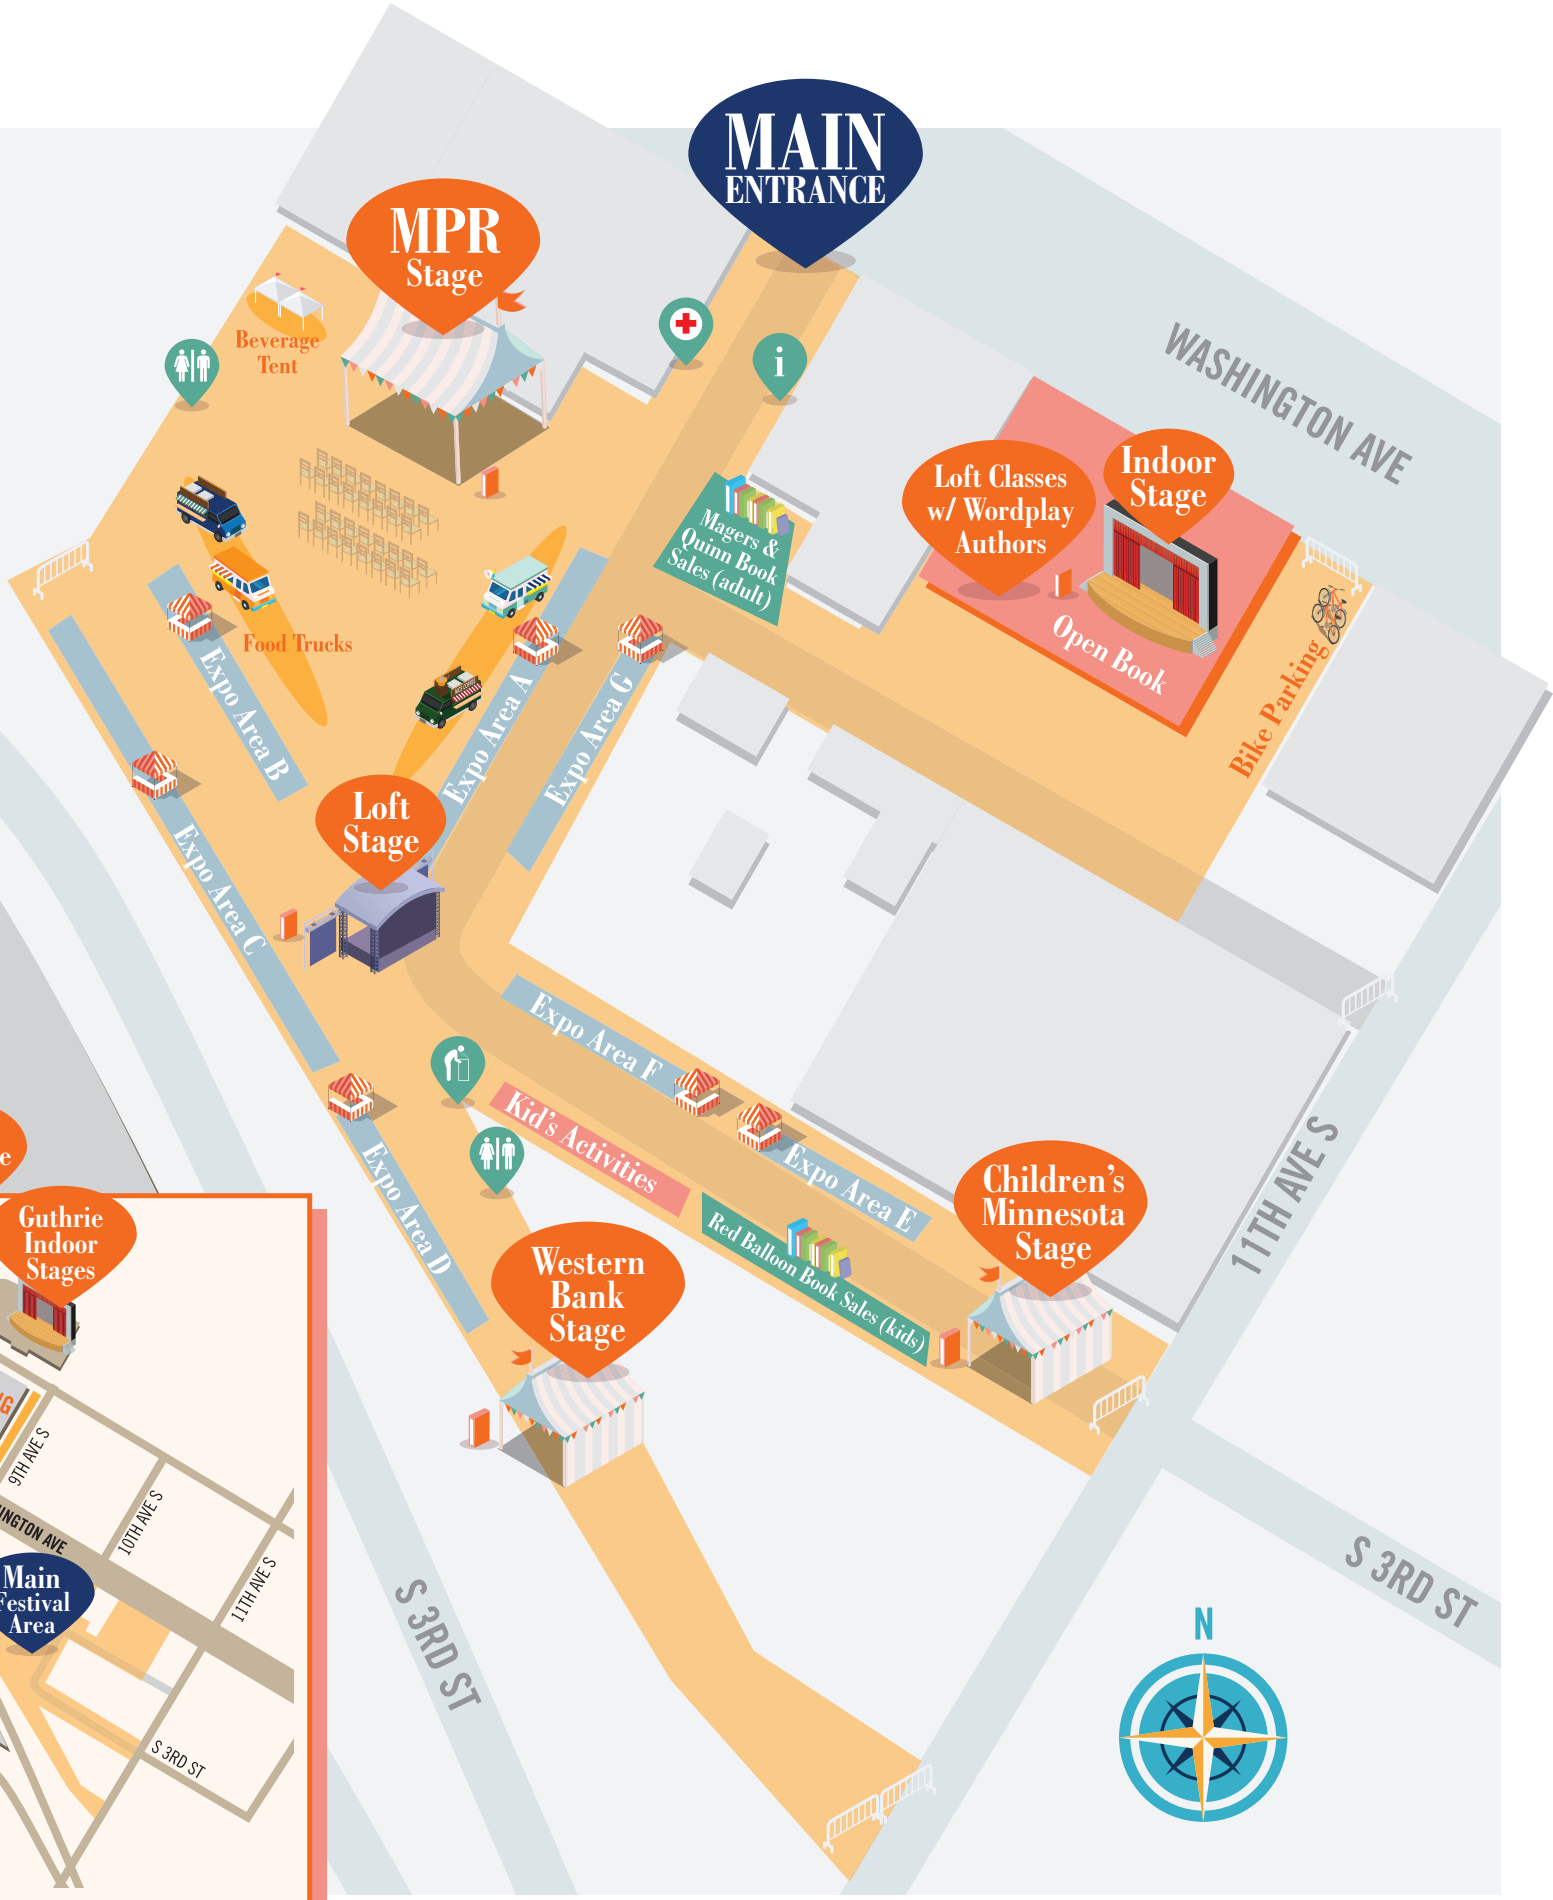 MAIN
ENTRANCE
MPR
Stage
Beverage
Tent
i
WASHINGTON AVE
Loft Classes
w/ Wordplay
Authors
Indoor
Stage
Magers &
Quinn Book
Sales (adult)
Open Book
Bike Parking
Food Trucks
Expo Area B
Expo Area A
Expo Area G
Loft
Stage
Expo Area C
Expo Area F
Kid's Activities
Expo Area E
Expo Area D
Red Balloon Book Sales (kids)
Children's
Minnesota
Stage
11TH AVE S
Western
Bank
Stage
e
Guthrie
Indoor
Stages
G
9TH AVE S
10TH AVE S
INGTON AVE
11TH AVE S
Main
Festival
Area
S 3RD ST
S 3RD ST
S 3RD ST
N